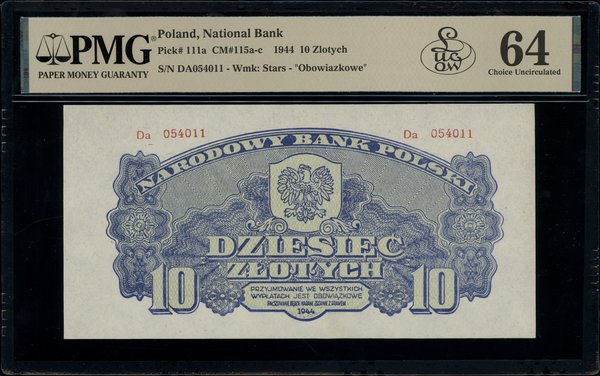 PMG
PAPER MONEY GUARANTY
Poland, National Bank
Pick# 111a CM#115a-c 1944 10 Zlotych
S/N DA054011 - Wmk: Stars - "Obowiazkowe"
Lucow
64
Choice Uncirculated
Da 054011
Da 054011
NARODOWY BANK POLSKI
DZIESIĘĆ
ZŁOTYCH
10
10
PRZYJMOWANIE WE WSZYSTKICH
WYPŁATACH JEST OBOWIĄZKOWE
1944